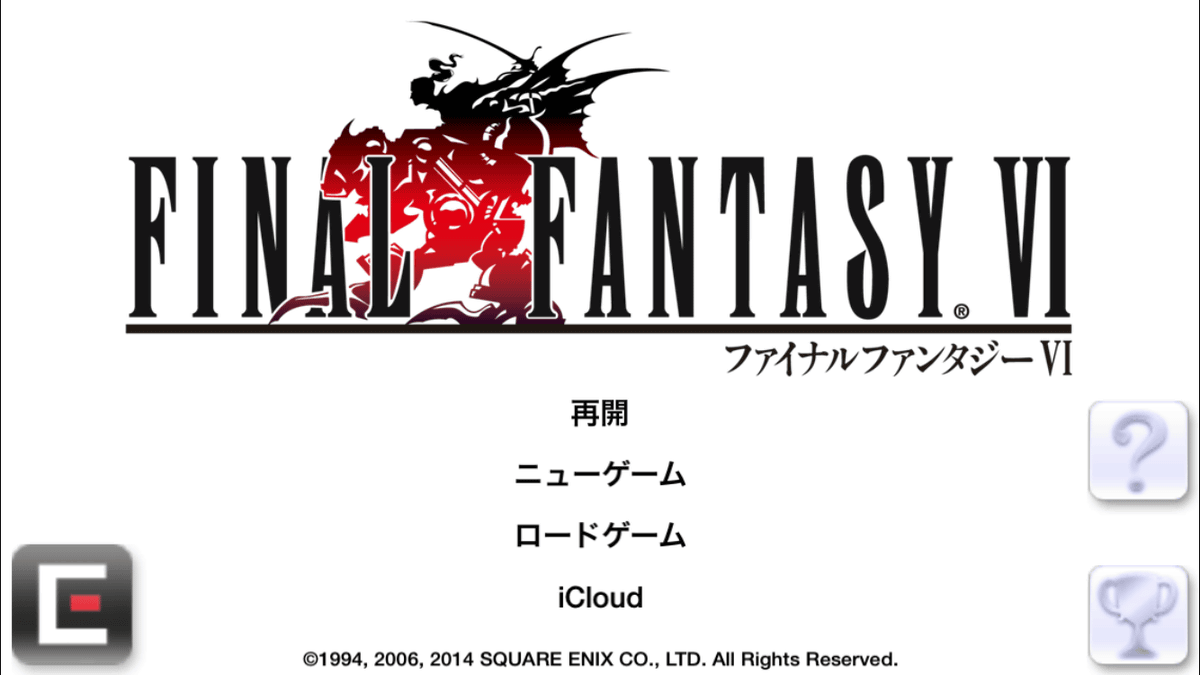 FINAL FANTASY® VI
ファイナルファンタジーVI
再開
ニューゲーム
ロードゲーム
iCloud
?
©1994, 2006, 2014 SQUARE ENIX CO., LTD. All Rights Reserved.